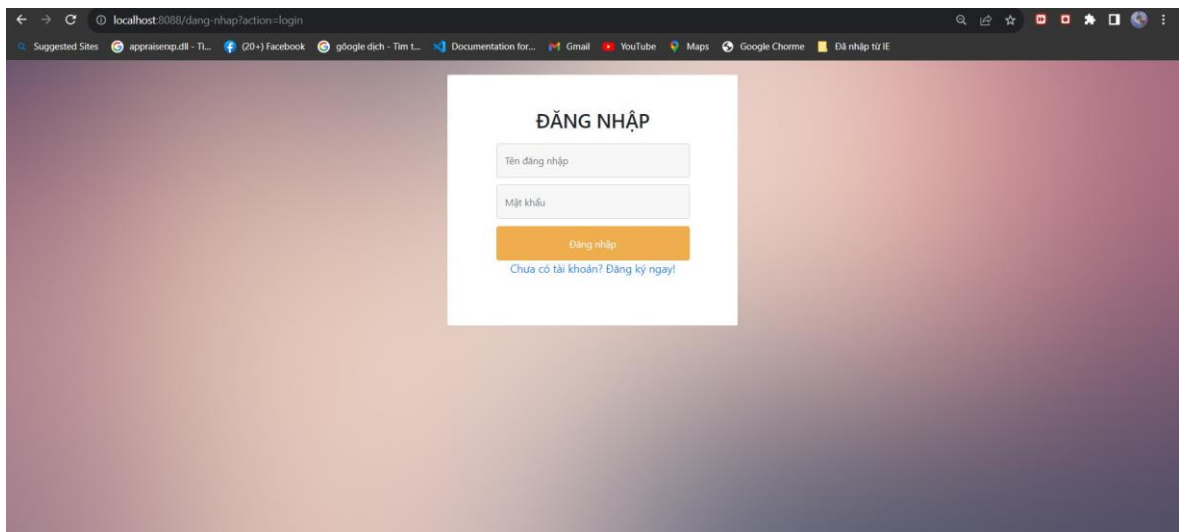 localhost:8088/dang-nhap?action=login
Suggested Sites appraiserxp.dll - Ti... (20+) Facebook gôogle dich - Tìm t... Documentation for... Gmail YouTube Maps Google Chorme Đã nhập từ IE
ĐĂNG NHẬP
Tên đăng nhập
Mật khẩu
Đăng nhập
Chưa có tài khoản? Đăng ký ngay!